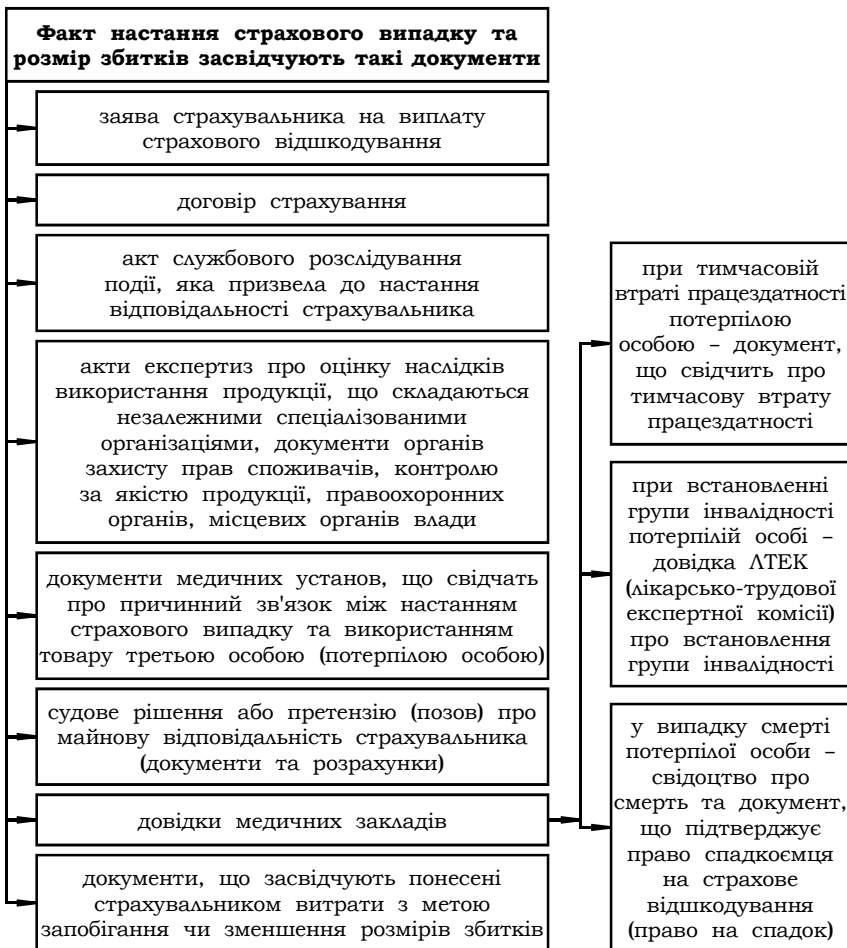 Факт настання страхового випадку та
розмір збитків засвідчують такі документи
заява страхувальника на виплату
страхового відшкодування
договір страхування
акт службового розслідування
події, яка призвела до настання
відповідальності страхувальника
акти експертиз про оцінку наслідків
використання продукції, що складаються
незалежними спеціалізованими
організаціями, документи органів
захисту прав споживачів, контролю
за якістю продукції, правоохоронних
органів, місцевих органів влади
документи медичних установ, що свідчать
про причинний зв'язок між настанням
страхового випадку та використанням
товару третьою особою (потерпілою особою)
судове рішення або претензію (позов) про
майнову відповідальність страхувальника
(документи та розрахунки)
довідки медичних закладів
документи, що засвідчують понесені
страхувальником витрати з метою
запобігання чи зменшення розмірів збитків
при тимчасовій
втраті працездатності
потерпілою
особою – документ,
що свідчить про
тимчасову втрату
працездатності
при встановленні
групи інвалідності
потерпілій особі –
довідка ЛТЕК
(лікарсько-трудової
експертної комісії)
про встановлення
групи інвалідності
у випадку смерті
потерпілої особи –
свідоцтво про
смерть та документ,
що підтверджує
право спадкоємця
на страхове
відшкодування
(право на спадок)